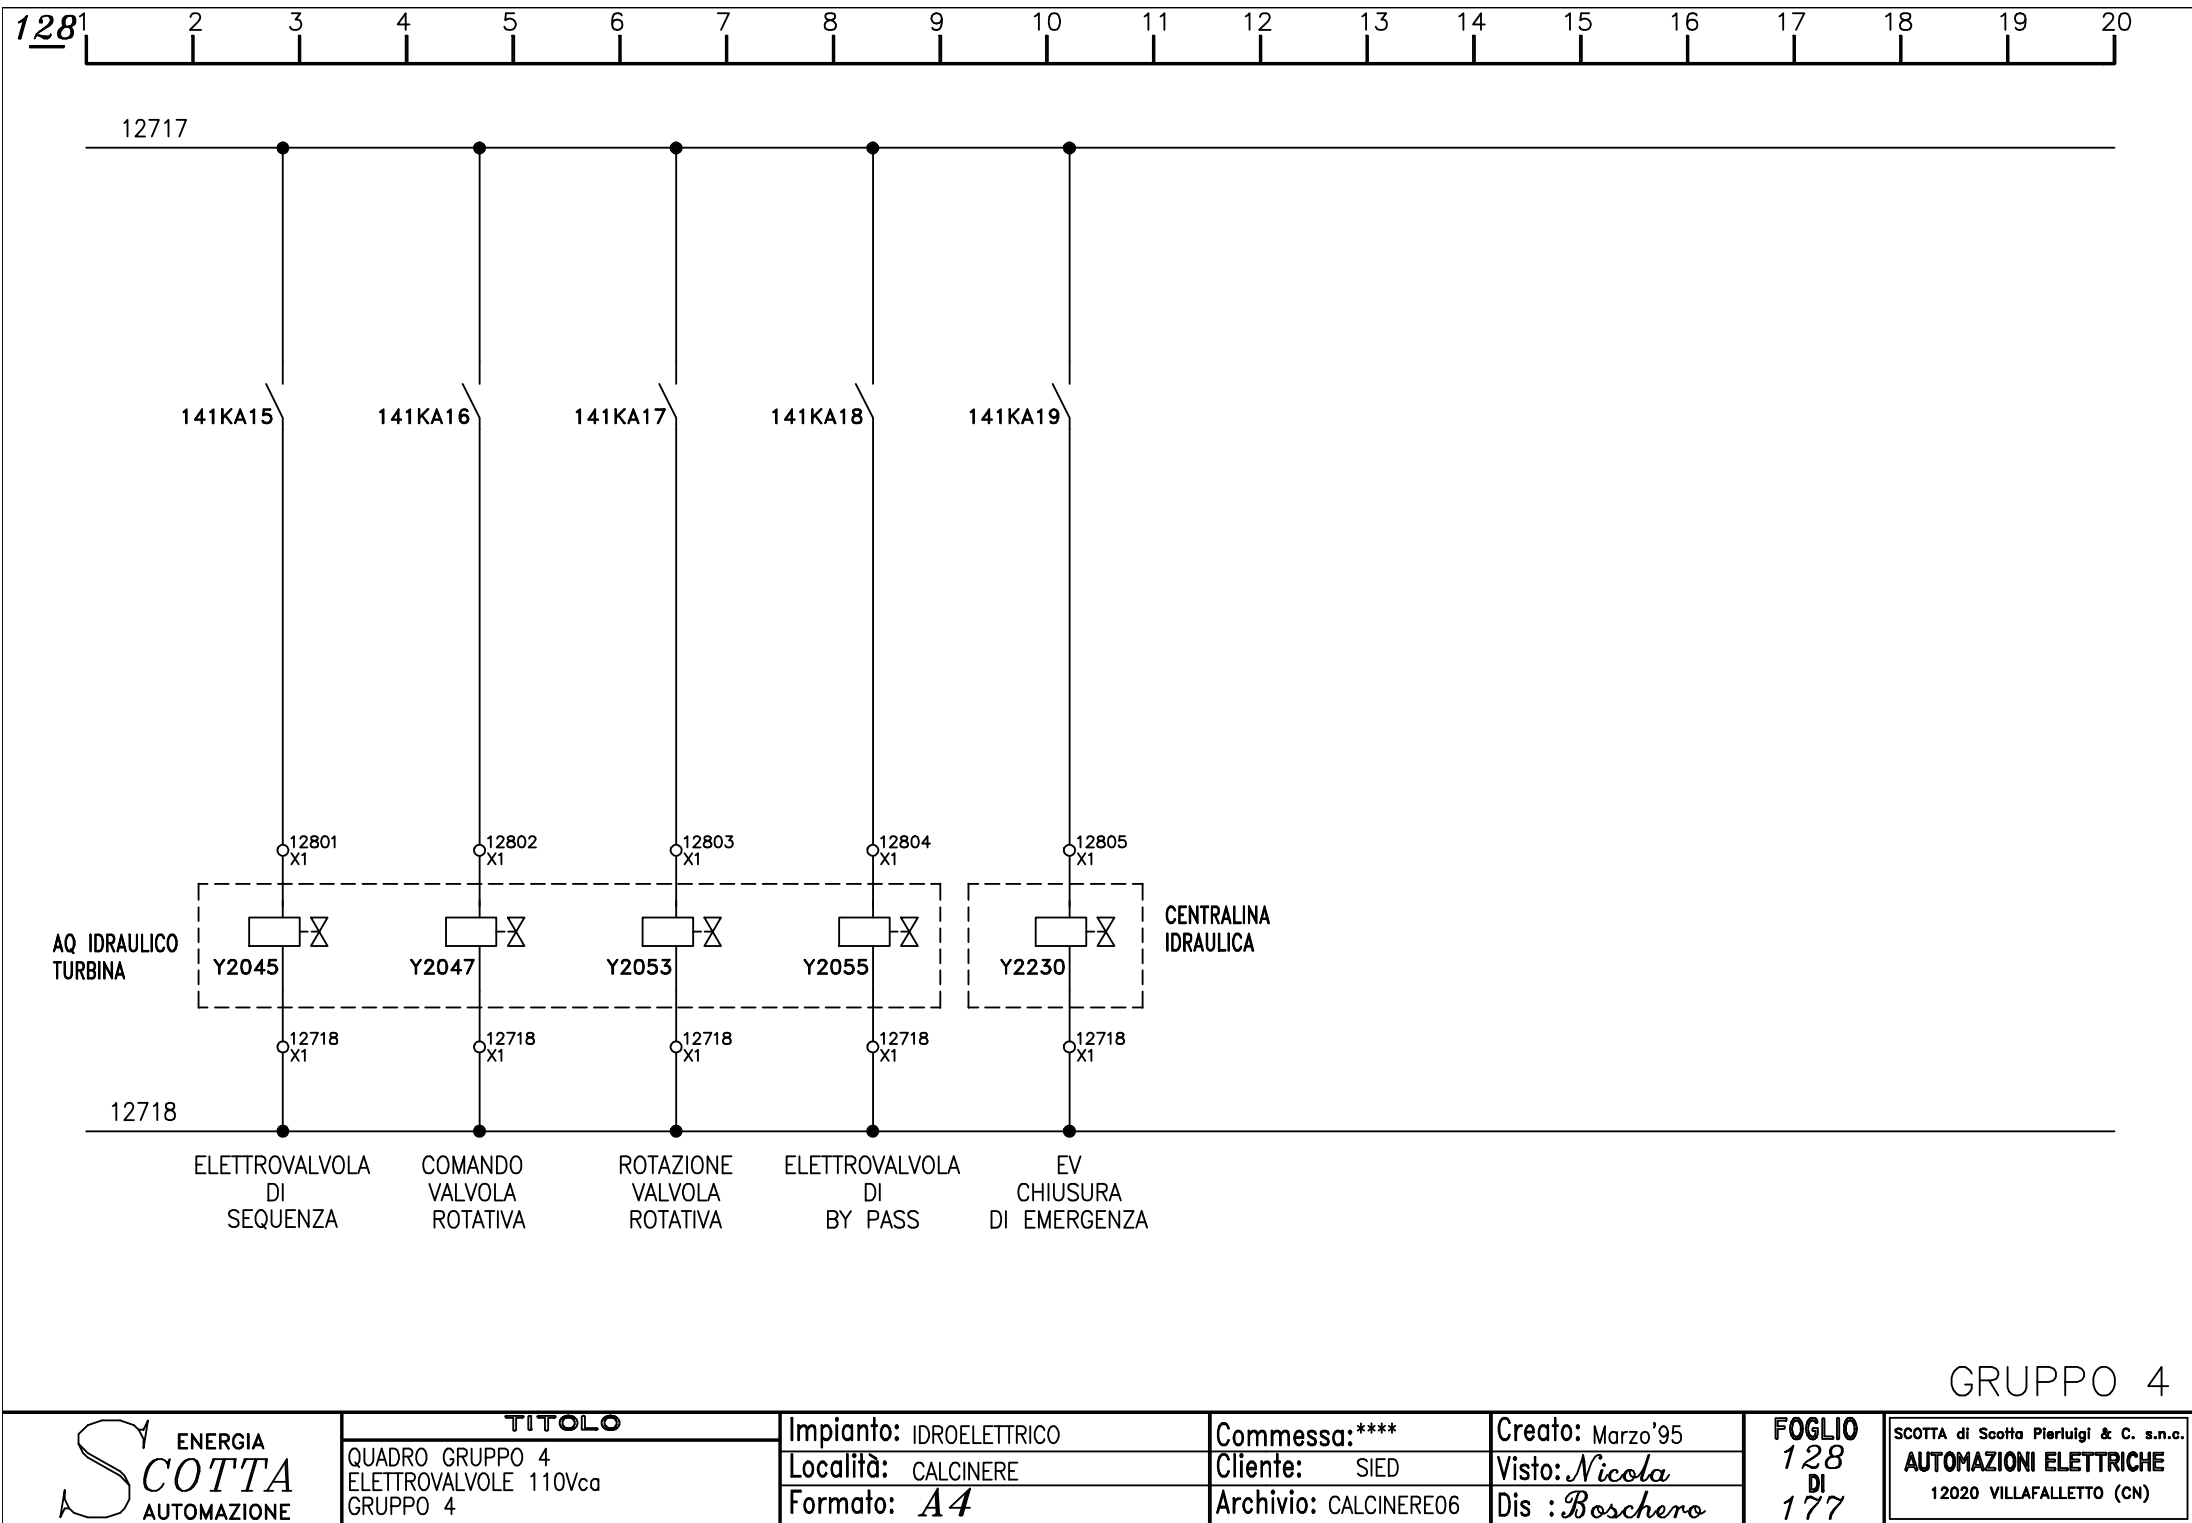 128
1 2 3 4 5 6 7 8 9 10 11 12 13 14 15 16 17 18 19 20
12717
141KA15 141KA16 141KA17 141KA18 141KA19
12801 12802 12803 12804 12805
X1 X1 X1 X1 X1
AQ IDRAULICO
TURBINA
CENTRALINA
IDRAULICA
Y2045 Y2047 Y2053 Y2055 Y2230
12718 12718 12718 12718 12718
X1 X1 X1 X1 X1
12718
ELETTROVALVOLA
DI
SEQUENZA
COMANDO
VALVOLA
ROTATIVA
ROTAZIONE
VALVOLA
ROTATIVA
ELETTROVALVOLA
DI
BY PASS
EV
CHIUSURA
DI EMERGENZA
GRUPPO 4
ENERGIA
SCOTTA
AUTOMAZIONE
TITOLO
QUADRO GRUPPO 4
ELETTROVALVOLE 110Vca
GRUPPO 4
Impianto: IDROELETTRICO
Località: CALCINERE
Formato: A4
Commessa:****
Cliente: SIED
Archivio: CALCINERE06
Creato: Marzo'95
Visto: Nicola
Dis : Boschero
FOGLIO
128
DI
177
SCOTTA di Scotta Pierluigi & C. s.n.c.
AUTOMAZIONI ELETTRICHE
12020 VILLAFALLETTO (CN)